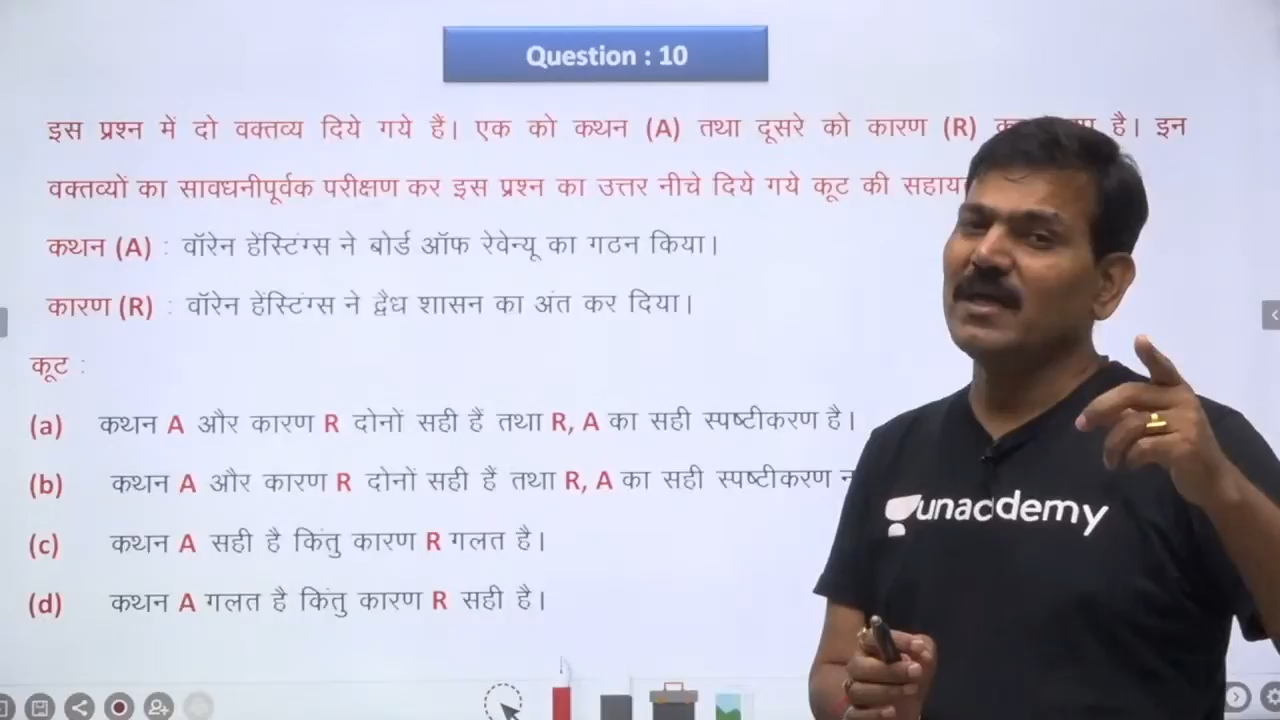 Question : 10
इस प्रश्न में दो वक्तव्य दिये गये हैं। एक को कथन (A) तथा दूसरे को कारण (R) है। इन
वक्तव्यों का सावधनीपूर्वक परीक्षण कर इस प्रश्न का उत्तर नीचे दिये गये कूट की
कथन (A) : वॉरेन हेंस्टिंग्स ने बोर्ड ऑफ रेवेन्यू का गठन किया।
कारण (R) : वॉरेन हेंस्टिंग्स ने द्वैध शासन का अंत कर दिया।
कूट :
(a) कथन A और कारण R दोनों सही हैं तथा R, A का सही स्पष्टीकरण है।
(b) कथन A और कारण R दोनों सही हैं तथा R, A का सही स्पष्टीकरण
(c) कथन A सही है किंतु कारण R गलत है।
(d) कथन A गलत है किंतु कारण R सही है।
unacademy